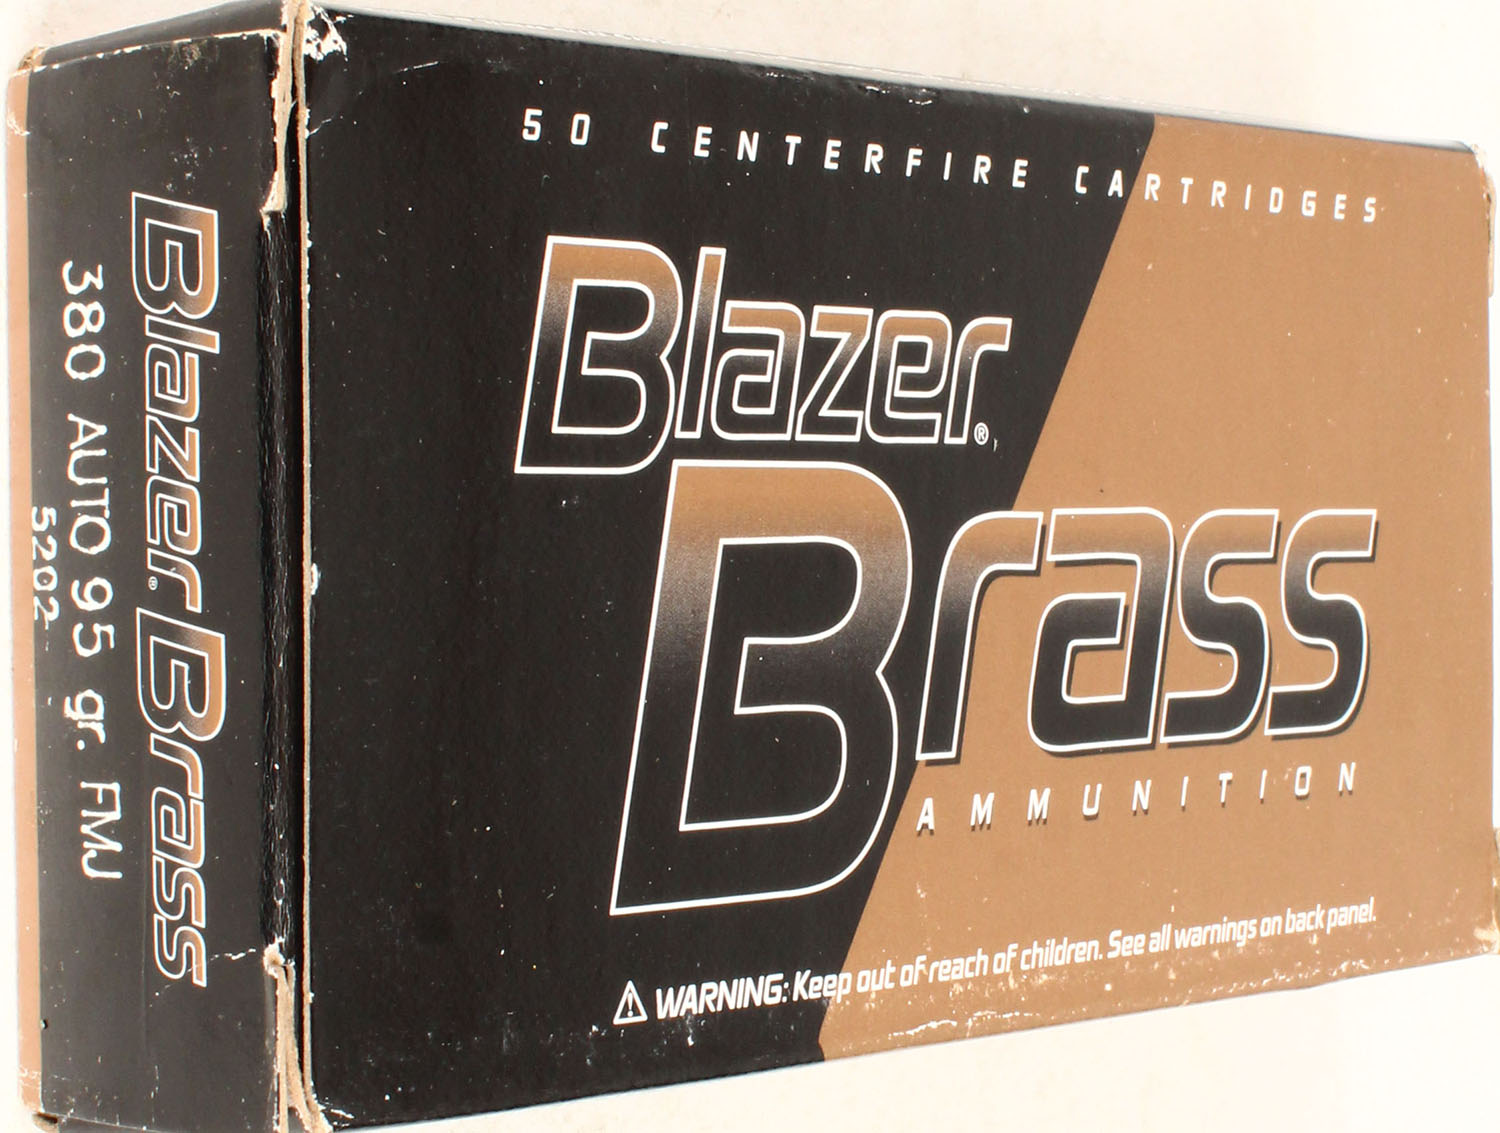 50 CENTERFIRE CARTRIDGES
Blazer®
Brass
AMMUNITION
⚠ WARNING: Keep out of reach of children. See all warnings on back panel.
Blazer® Brass
380 AUTO 95 gr. FMJ
5202